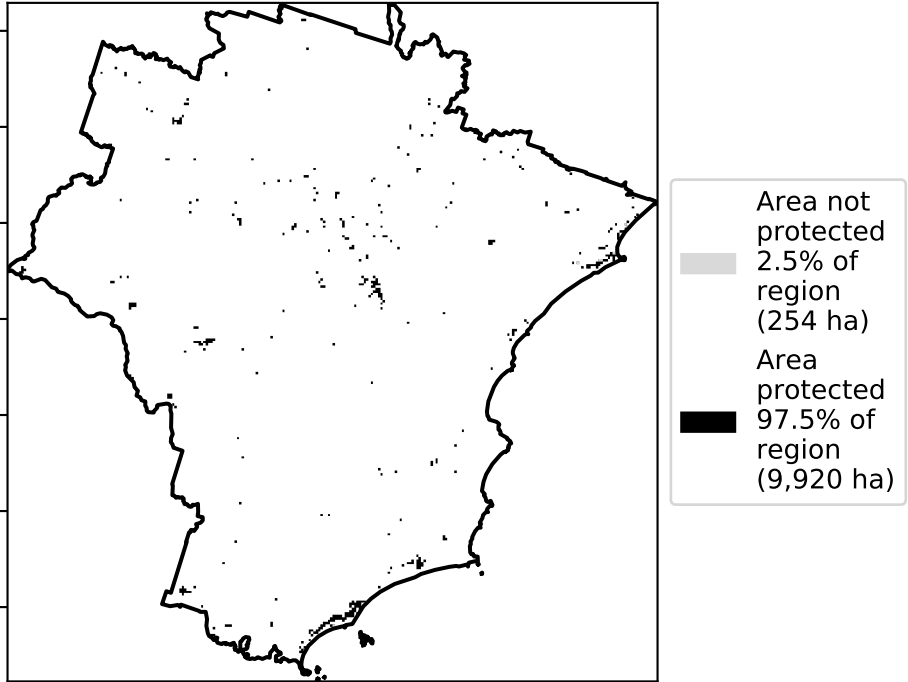 Area not
protected
2.5% of
region
(254 ha)
Area
protected
97.5% of
region
(9,920 ha)